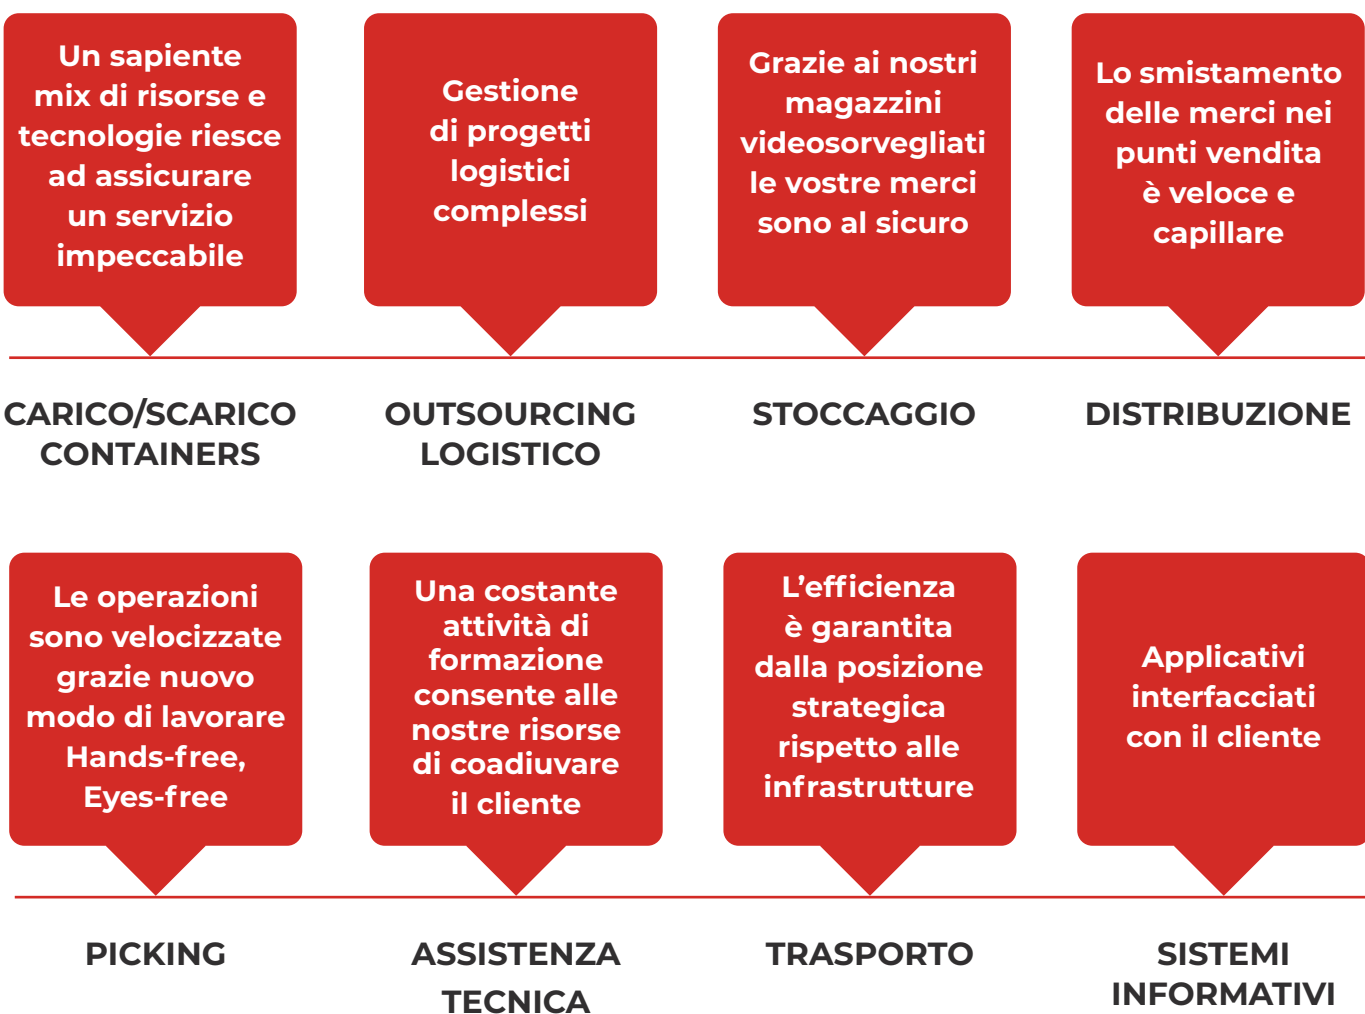 Un sapiente
mix di risorse e
tecnologie riesce
ad assicurare
un servizio
impeccabile
CARICO/SCARICO
CONTAINERS
Gestione
di progetti
logistici
complessi
OUTSOURCING
LOGISTICO
Grazie ai nostri
magazzini
videosorvegliati
le vostre merci
sono al sicuro
STOCCAGGIO
Lo smistamento
delle merci nei
punti vendita
è veloce e
capillare
DISTRIBUZIONE
Le operazioni
sono velocizzate
grazie nuovo
modo di lavorare
Hands-free,
Eyes-free
PICKING
Una costante
attività di
formazione
consente alle
nostre risorse
di coadiuvare
il cliente
ASSISTENZA
TECNICA
L’efficienza
è garantita
dalla posizione
strategica
rispetto alle
infrastrutture
TRASPORTO
Applicativi
interfacciati
con il cliente
SISTEMI
INFORMATIVI